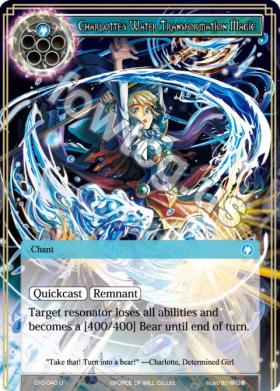 Charlotte's Water Transformation Magic
Chant
Quickcast Remnant
Target resonator loses all abilities and
becomes a [400/400] Bear until end of turn.
"Take that! Turn into a bear!" —Charlotte, Determined Girl
CFC-040 U
©FORCE OF WILL Co.,Ltd.